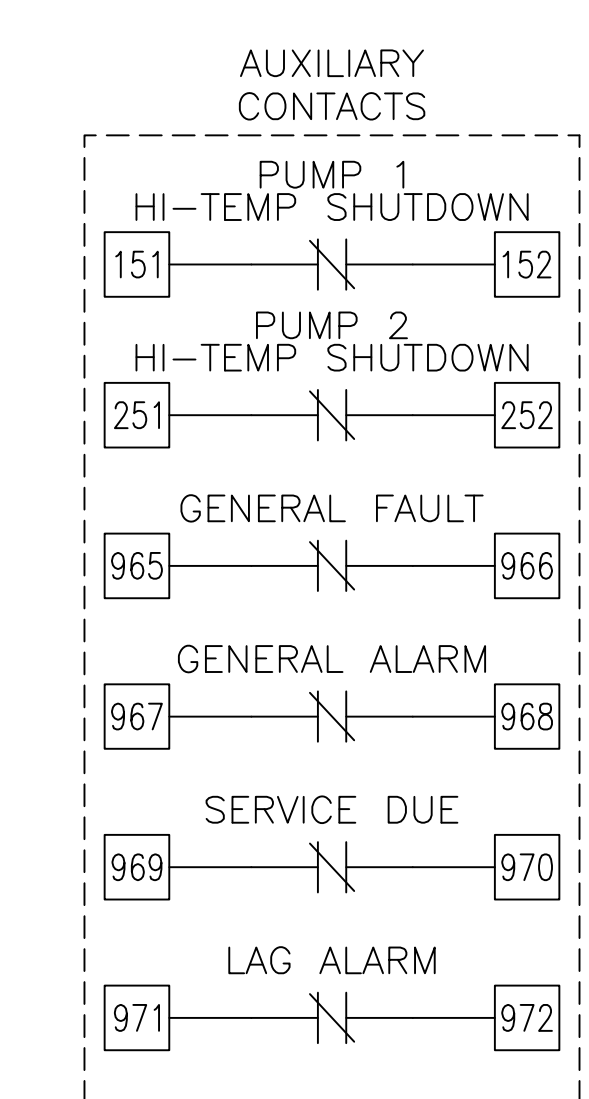 AUXILIARY
CONTACTS
PUMP 1
HI-TEMP SHUTDOWN
151 152
PUMP 2
HI-TEMP SHUTDOWN
251 252
GENERAL FAULT
965 966
GENERAL ALARM
967 968
SERVICE DUE
969 970
LAG ALARM
971 972